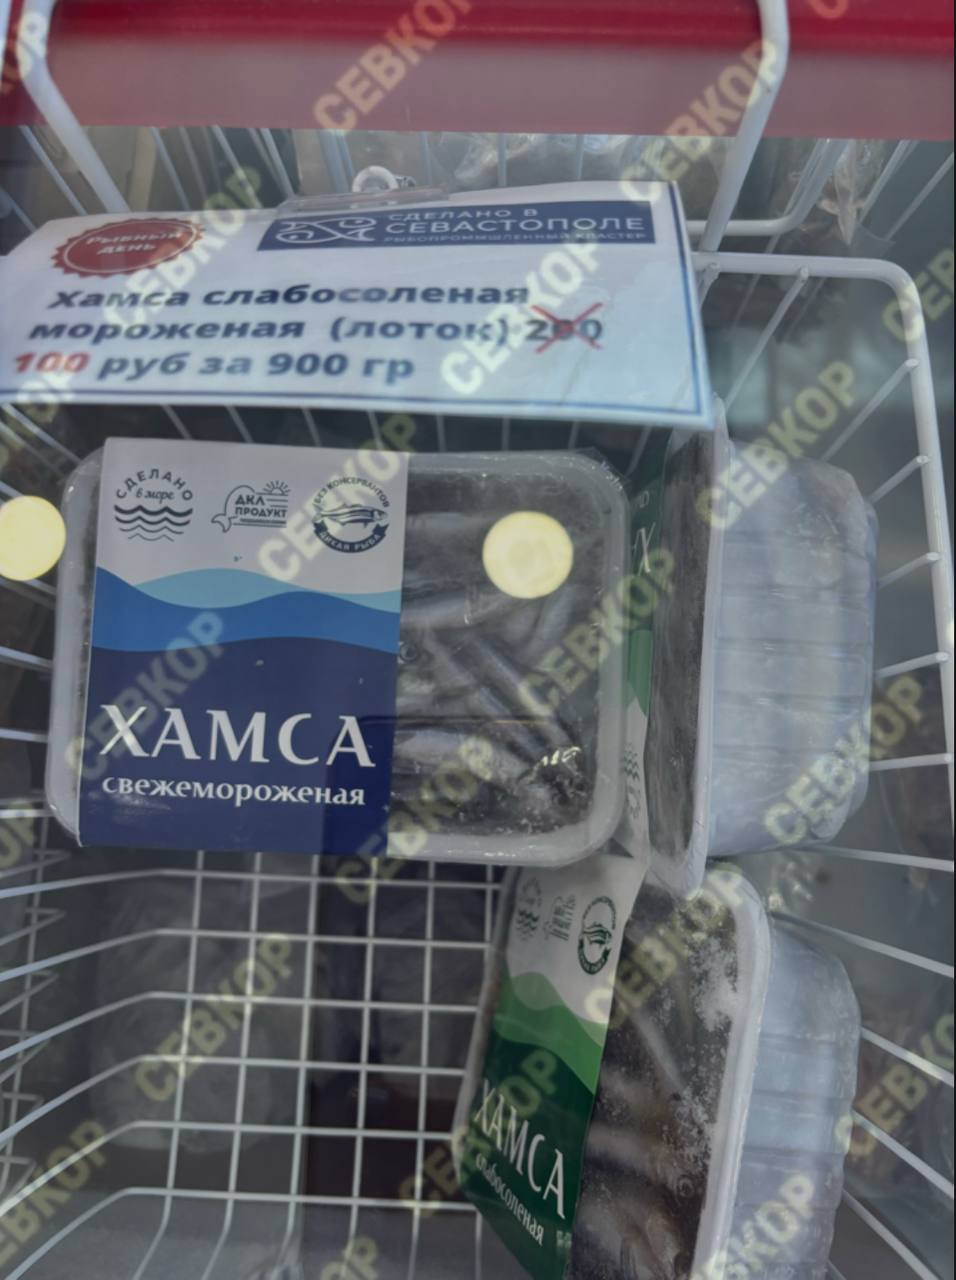 РЫБНЫЙ
ДЕНЬ
СДЕЛАНО В
СЕВАСТОПОЛЕ
РЫБОПРОМЫШЛЕННЫЙ КЛАСТЕР
Хамса слабосоленая
мороженая (лоток) 200
100 руб за 900 гр
СДЕЛАНО
в море
АКЛ
ПРОДУКТ
БЕЗ КОНСЕРВАНТОВ
ДИКАЯ РЫБА
ХАМСА
свежемороженая
ХАМСА
слабосоленая
СЕВКОР